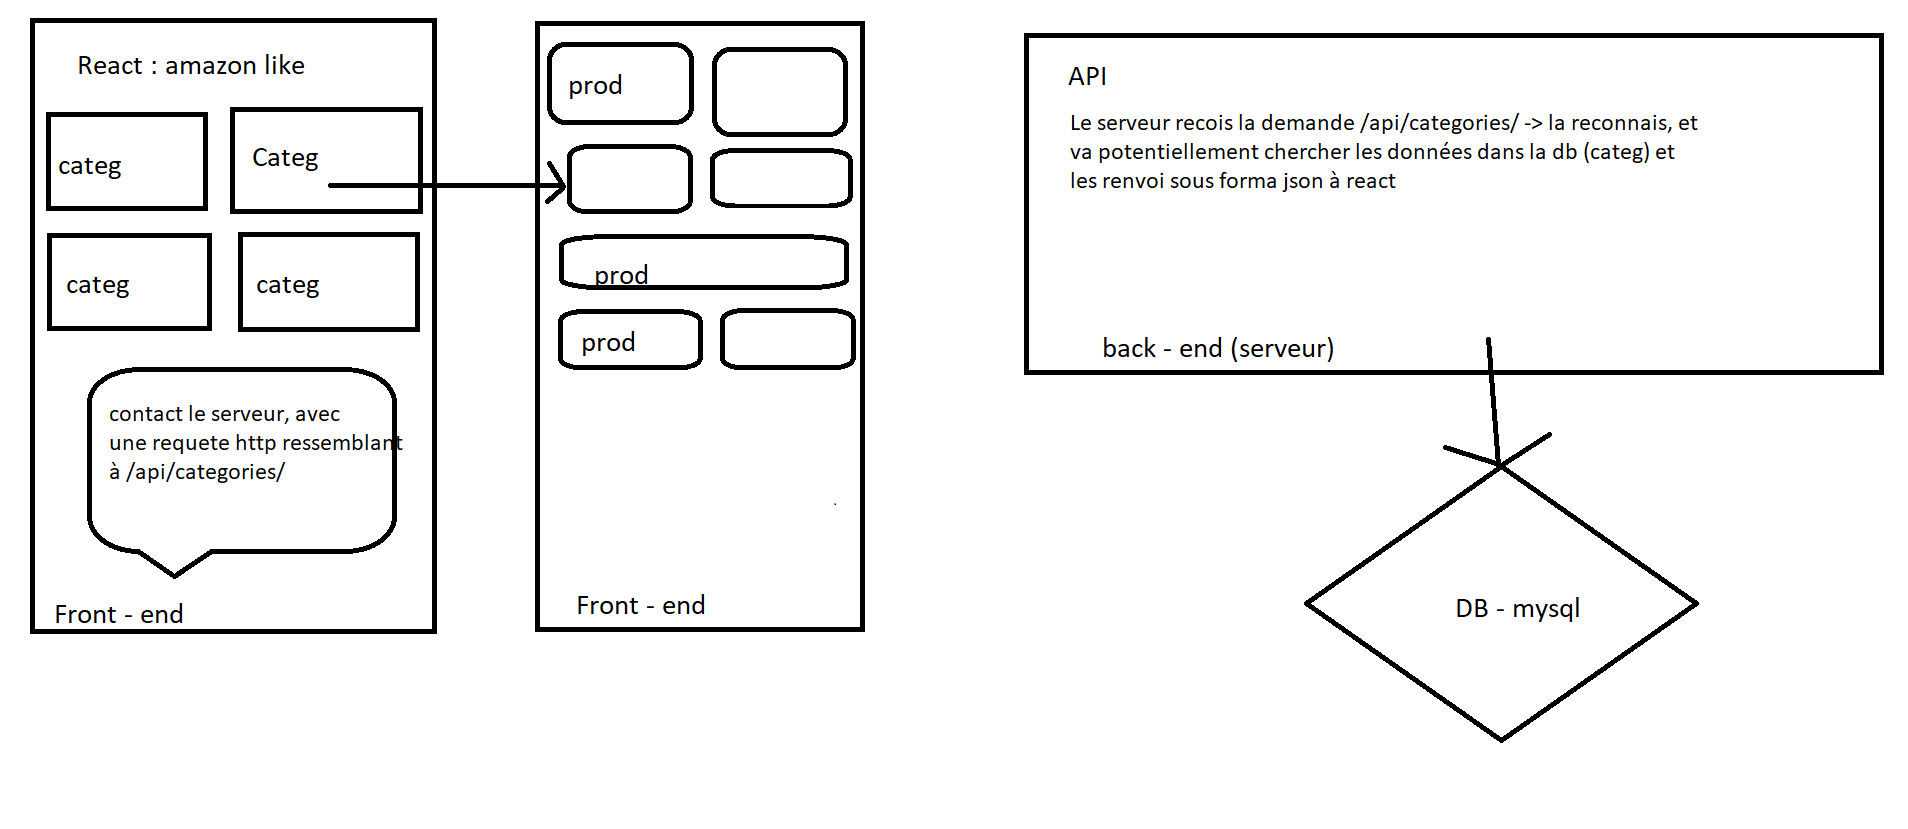 React : amazon like
categ
Categ
categ
categ
contact le serveur, avec
une requete http ressemblant
à /api/categories/
Front - end
prod
prod
prod
Front - end
API
Le serveur recois la demande /api/categories/ -> la reconnais, et
va potentiellement chercher les données dans la db (categ) et
les renvoi sous forma json à react
back - end (serveur)
DB - mysql